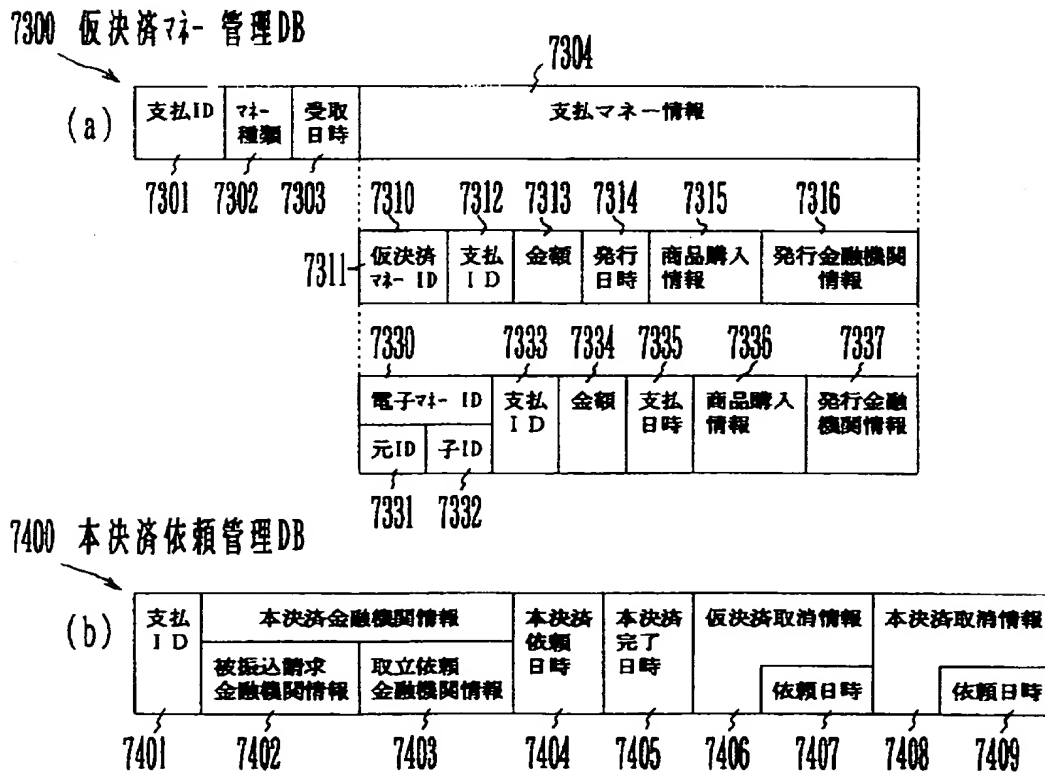 7300 仮決済マネー管理DB
7304
(a)
支払ID
マネー
種類
受取
日時
支払マネー情報
7301 7302 7303 7310 7312 7313 7314 7315 7316
7311
仮決済
マネーID
支払
ID
金額
発行
日時
商品購入
情報
発行金融機関
情報
7330 7333 7334 7335 7336 7337
電子マネーID
元ID
子ID
支払
ID
金額
支払
日時
商品購入
情報
発行金融
機関情報
7331 7332
7400 本決済依頼管理DB
(b)
支払
ID
本決済金融機関情報
被振込請求
金融機関情報
取立依頼
金融機関情報
本決済
依頼
日時
本決済
完了
日時
仮決済取消情報
依頼日時
本決済取消情報
依頼日時
7401 7402 7403 7404 7405 7406 7407 7408 7409